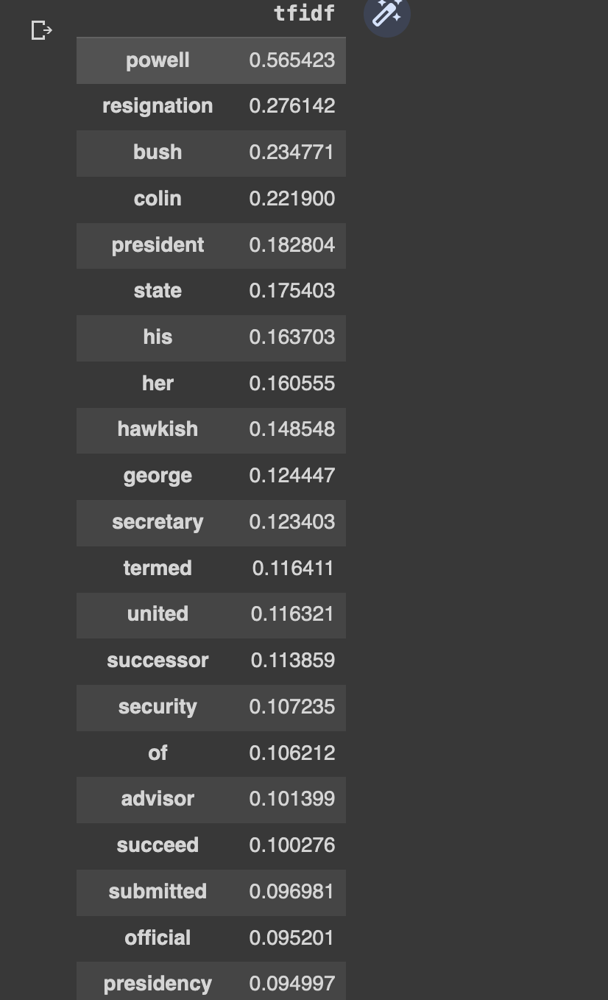 tfidf
powell 0.565423
resignation 0.276142
bush 0.234771
colin 0.221900
president 0.182804
state 0.175403
his 0.163703
her 0.160555
hawkish 0.148548
george 0.124447
secretary 0.123403
termed 0.116411
united 0.116321
successor 0.113859
security 0.107235
of 0.106212
advisor 0.101399
succeed 0.100276
submitted 0.096981
official 0.095201
presidency 0.094997